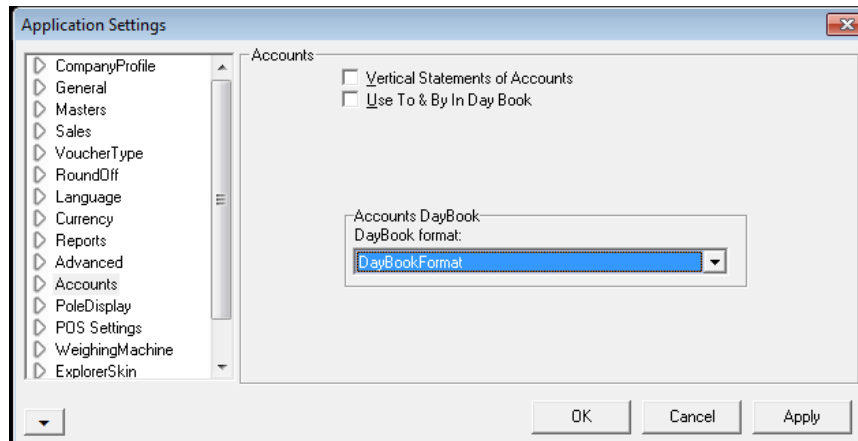 Application Settings
CompanyProfile
General
Masters
Sales
VoucherType
RoundOff
Language
Currency
Reports
Advanced
Accounts
PoleDisplay
POS Settings
WeighingMachine
ExplorerSkin
Accounts
Vertical Statements of Accounts
Use To & By In Day Book
Accounts DayBook
DayBook format:
DayBookFormat
OK
Cancel
Apply